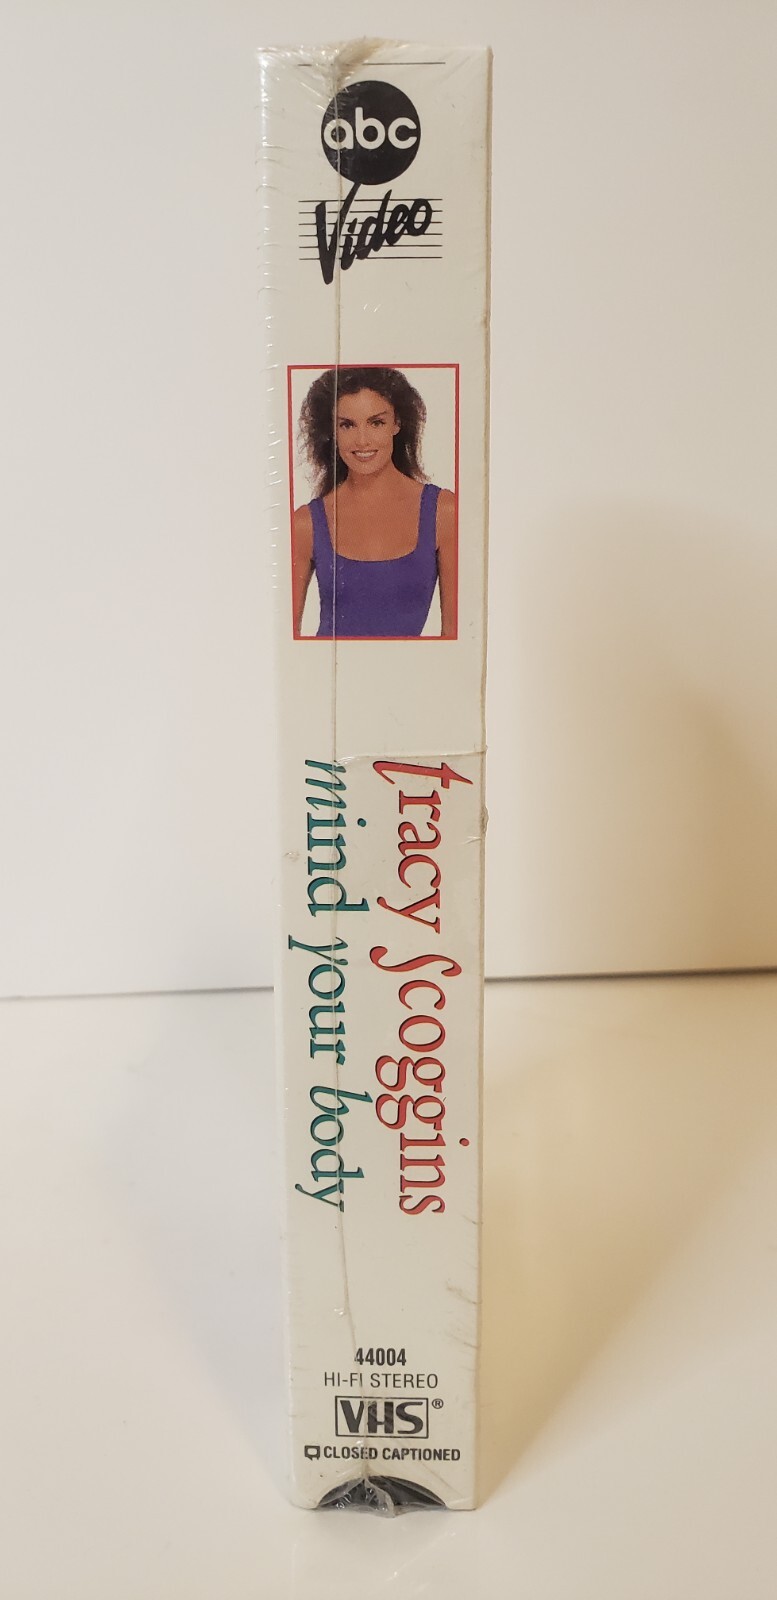 abc
Video
tracy Scoggins
mind your body
44004
HI-FI STEREO
VHS®
CLOSED CAPTIONED